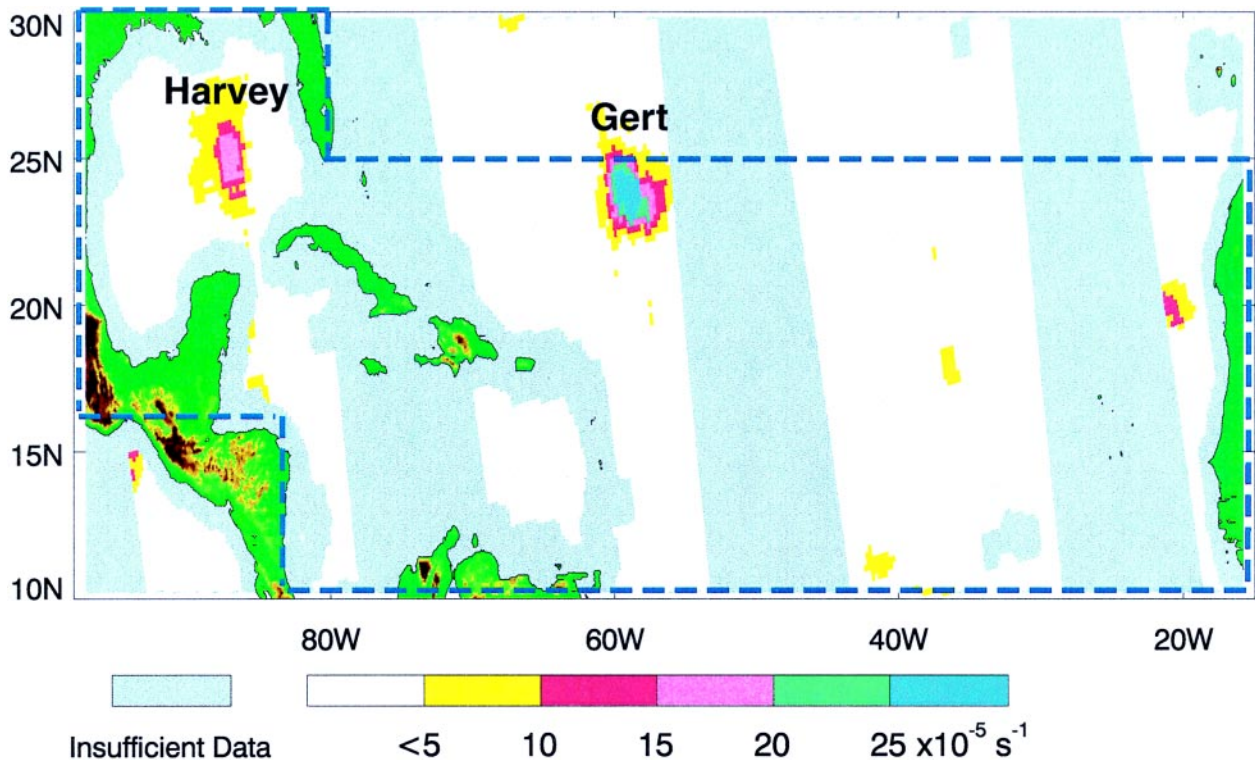 30N
Harvey
Gert
25N
20N
15N
10N
80W 60W 40W 20W
Insufficient Data <5 10 15 20 25 x10⁻⁵ s⁻¹